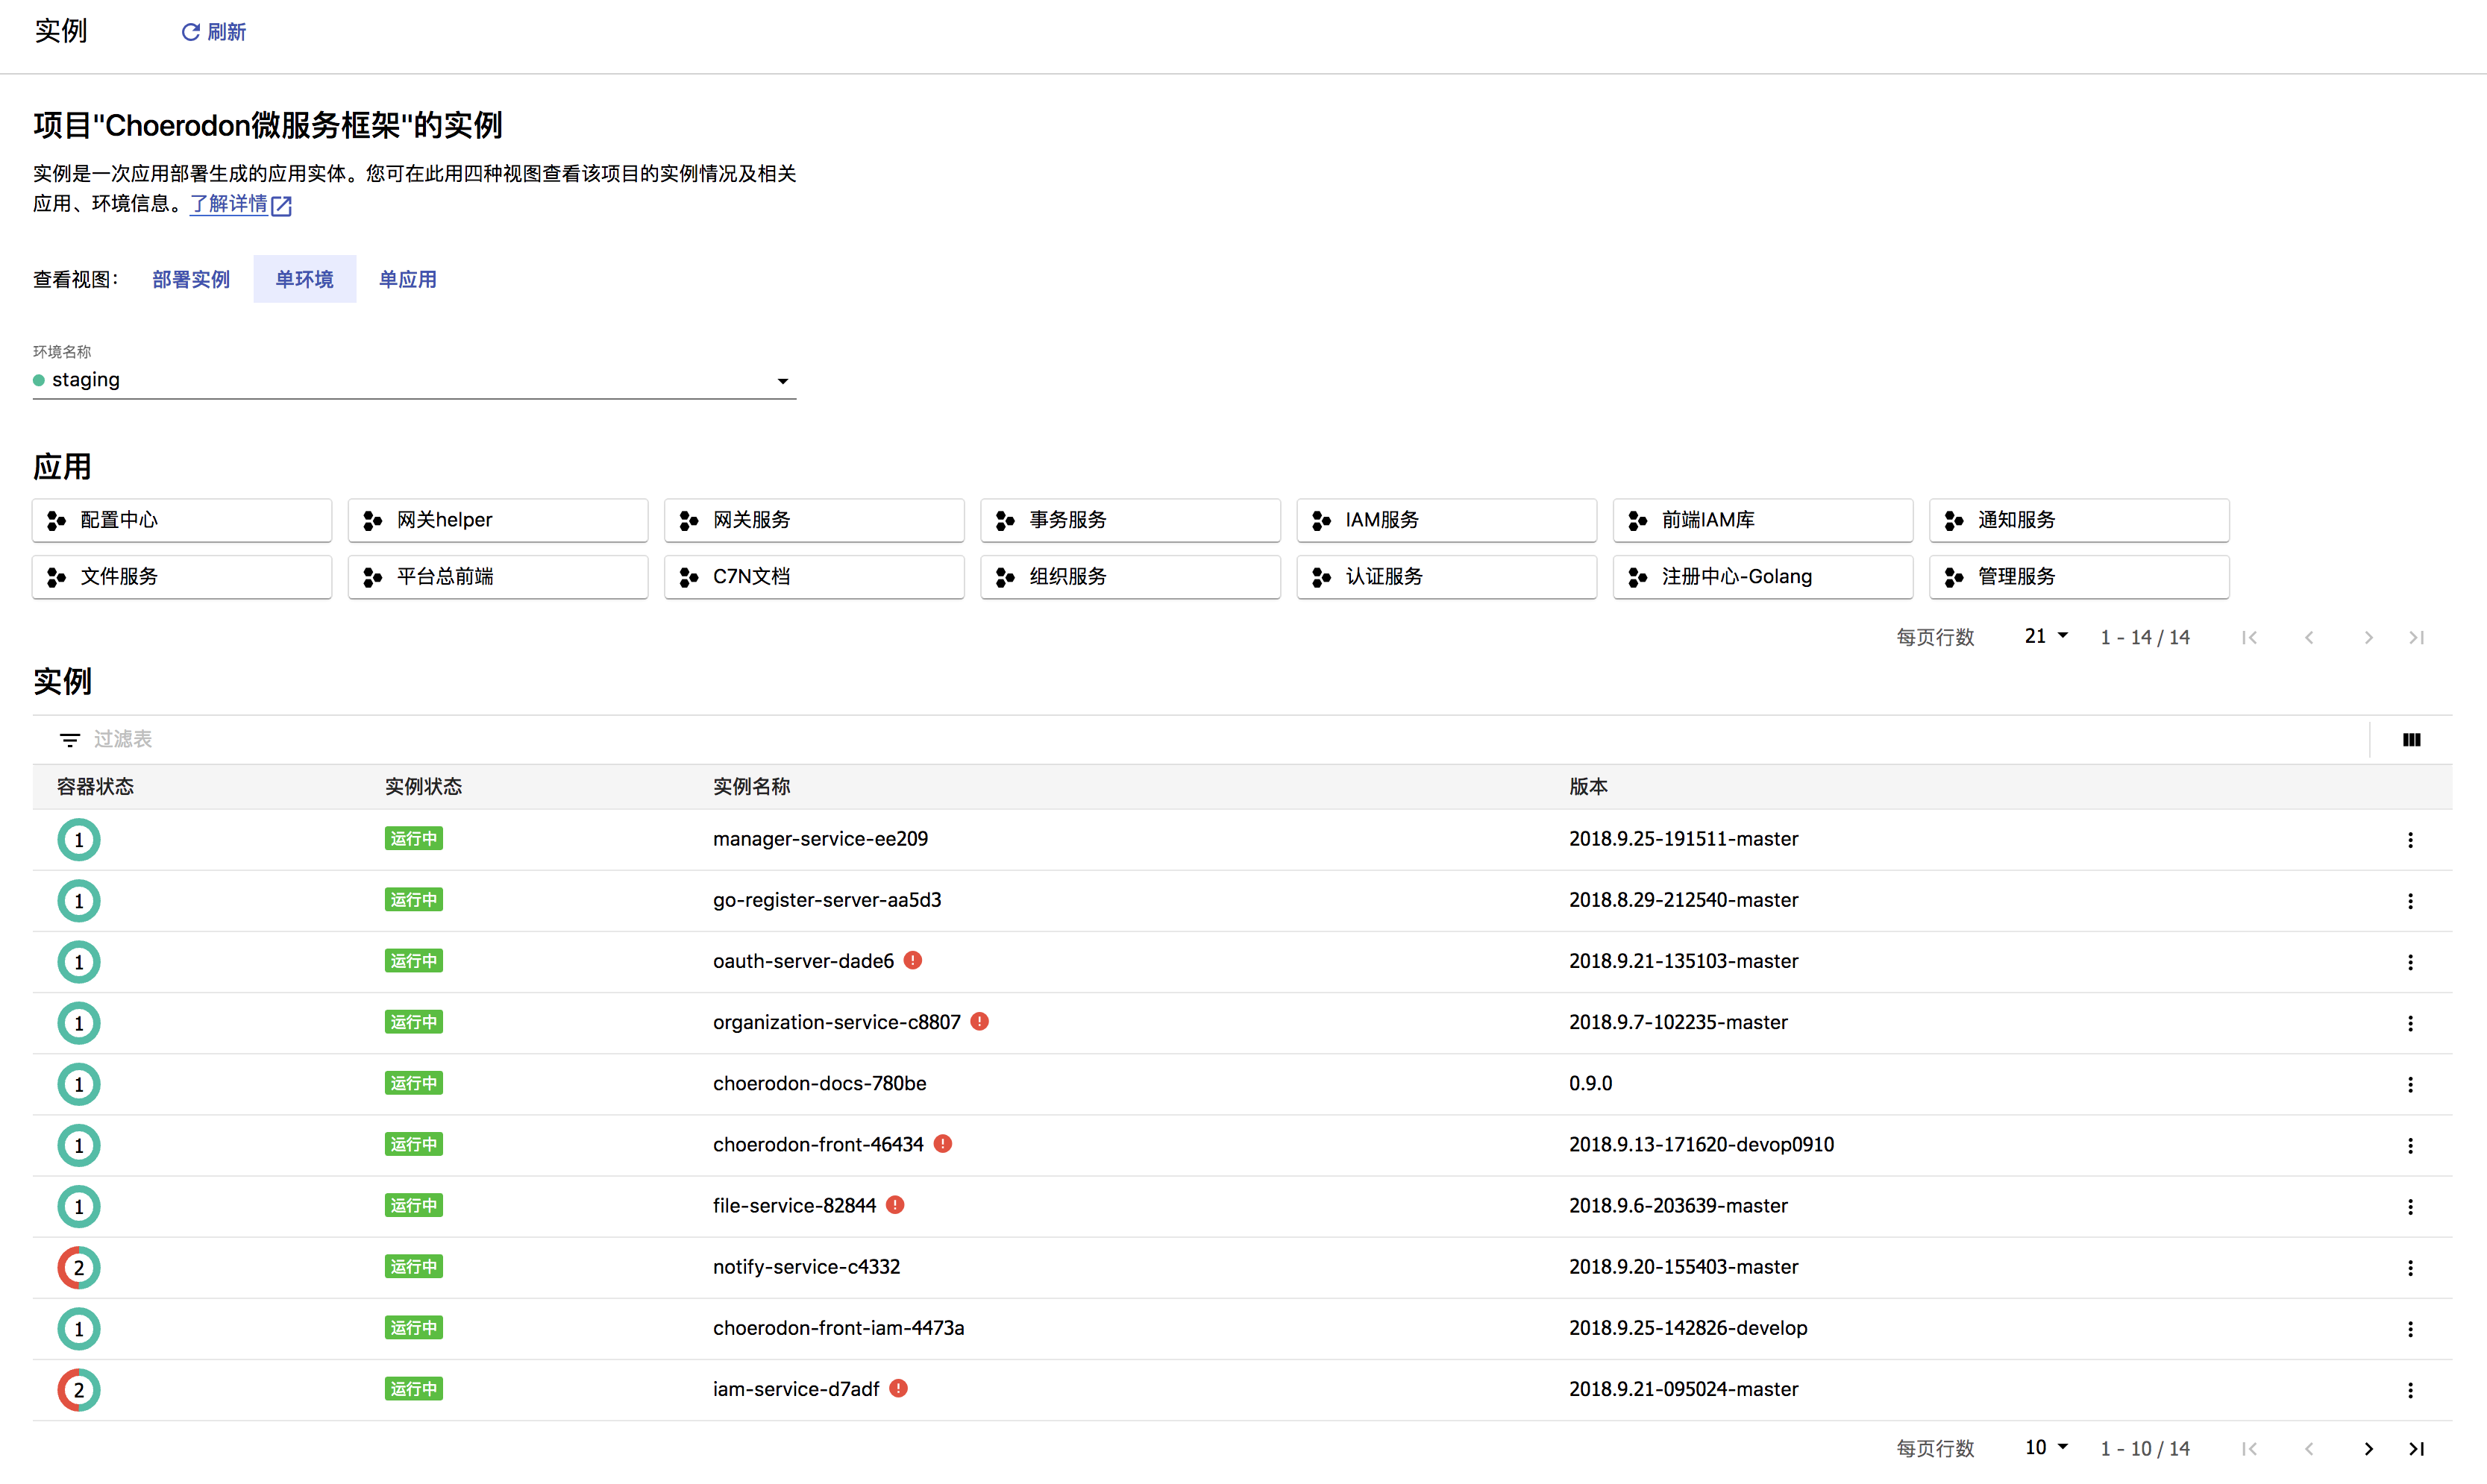 实例
刷新
项目"Choerodon微服务框架"的实例
实例是一次应用部署生成的应用实体。您可在此用四种视图查看该项目的实例情况及相关
应用、环境信息。了解详情
查看视图： 部署实例 单环境 单应用
环境名称
staging
应用
配置中心 网关helper 网关服务 事务服务 IAM服务 前端IAM库 通知服务
文件服务 平台总前端 C7N文档 组织服务 认证服务 注册中心-Golang 管理服务
每页行数 21 1 - 14 / 14
实例
过滤表
容器状态 实例状态 实例名称 版本
1 运行中 manager-service-ee209 2018.9.25-191511-master
1 运行中 go-register-server-aa5d3 2018.8.29-212540-master
1 运行中 oauth-server-dade6 2018.9.21-135103-master
1 运行中 organization-service-c8807 2018.9.7-102235-master
1 运行中 choerodon-docs-780be 0.9.0
1 运行中 choerodon-front-46434 2018.9.13-171620-devop0910
1 运行中 file-service-82844 2018.9.6-203639-master
2 运行中 notify-service-c4332 2018.9.20-155403-master
1 运行中 choerodon-front-iam-4473a 2018.9.25-142826-develop
2 运行中 iam-service-d7adf 2018.9.21-095024-master
每页行数 10 1 - 10 / 14